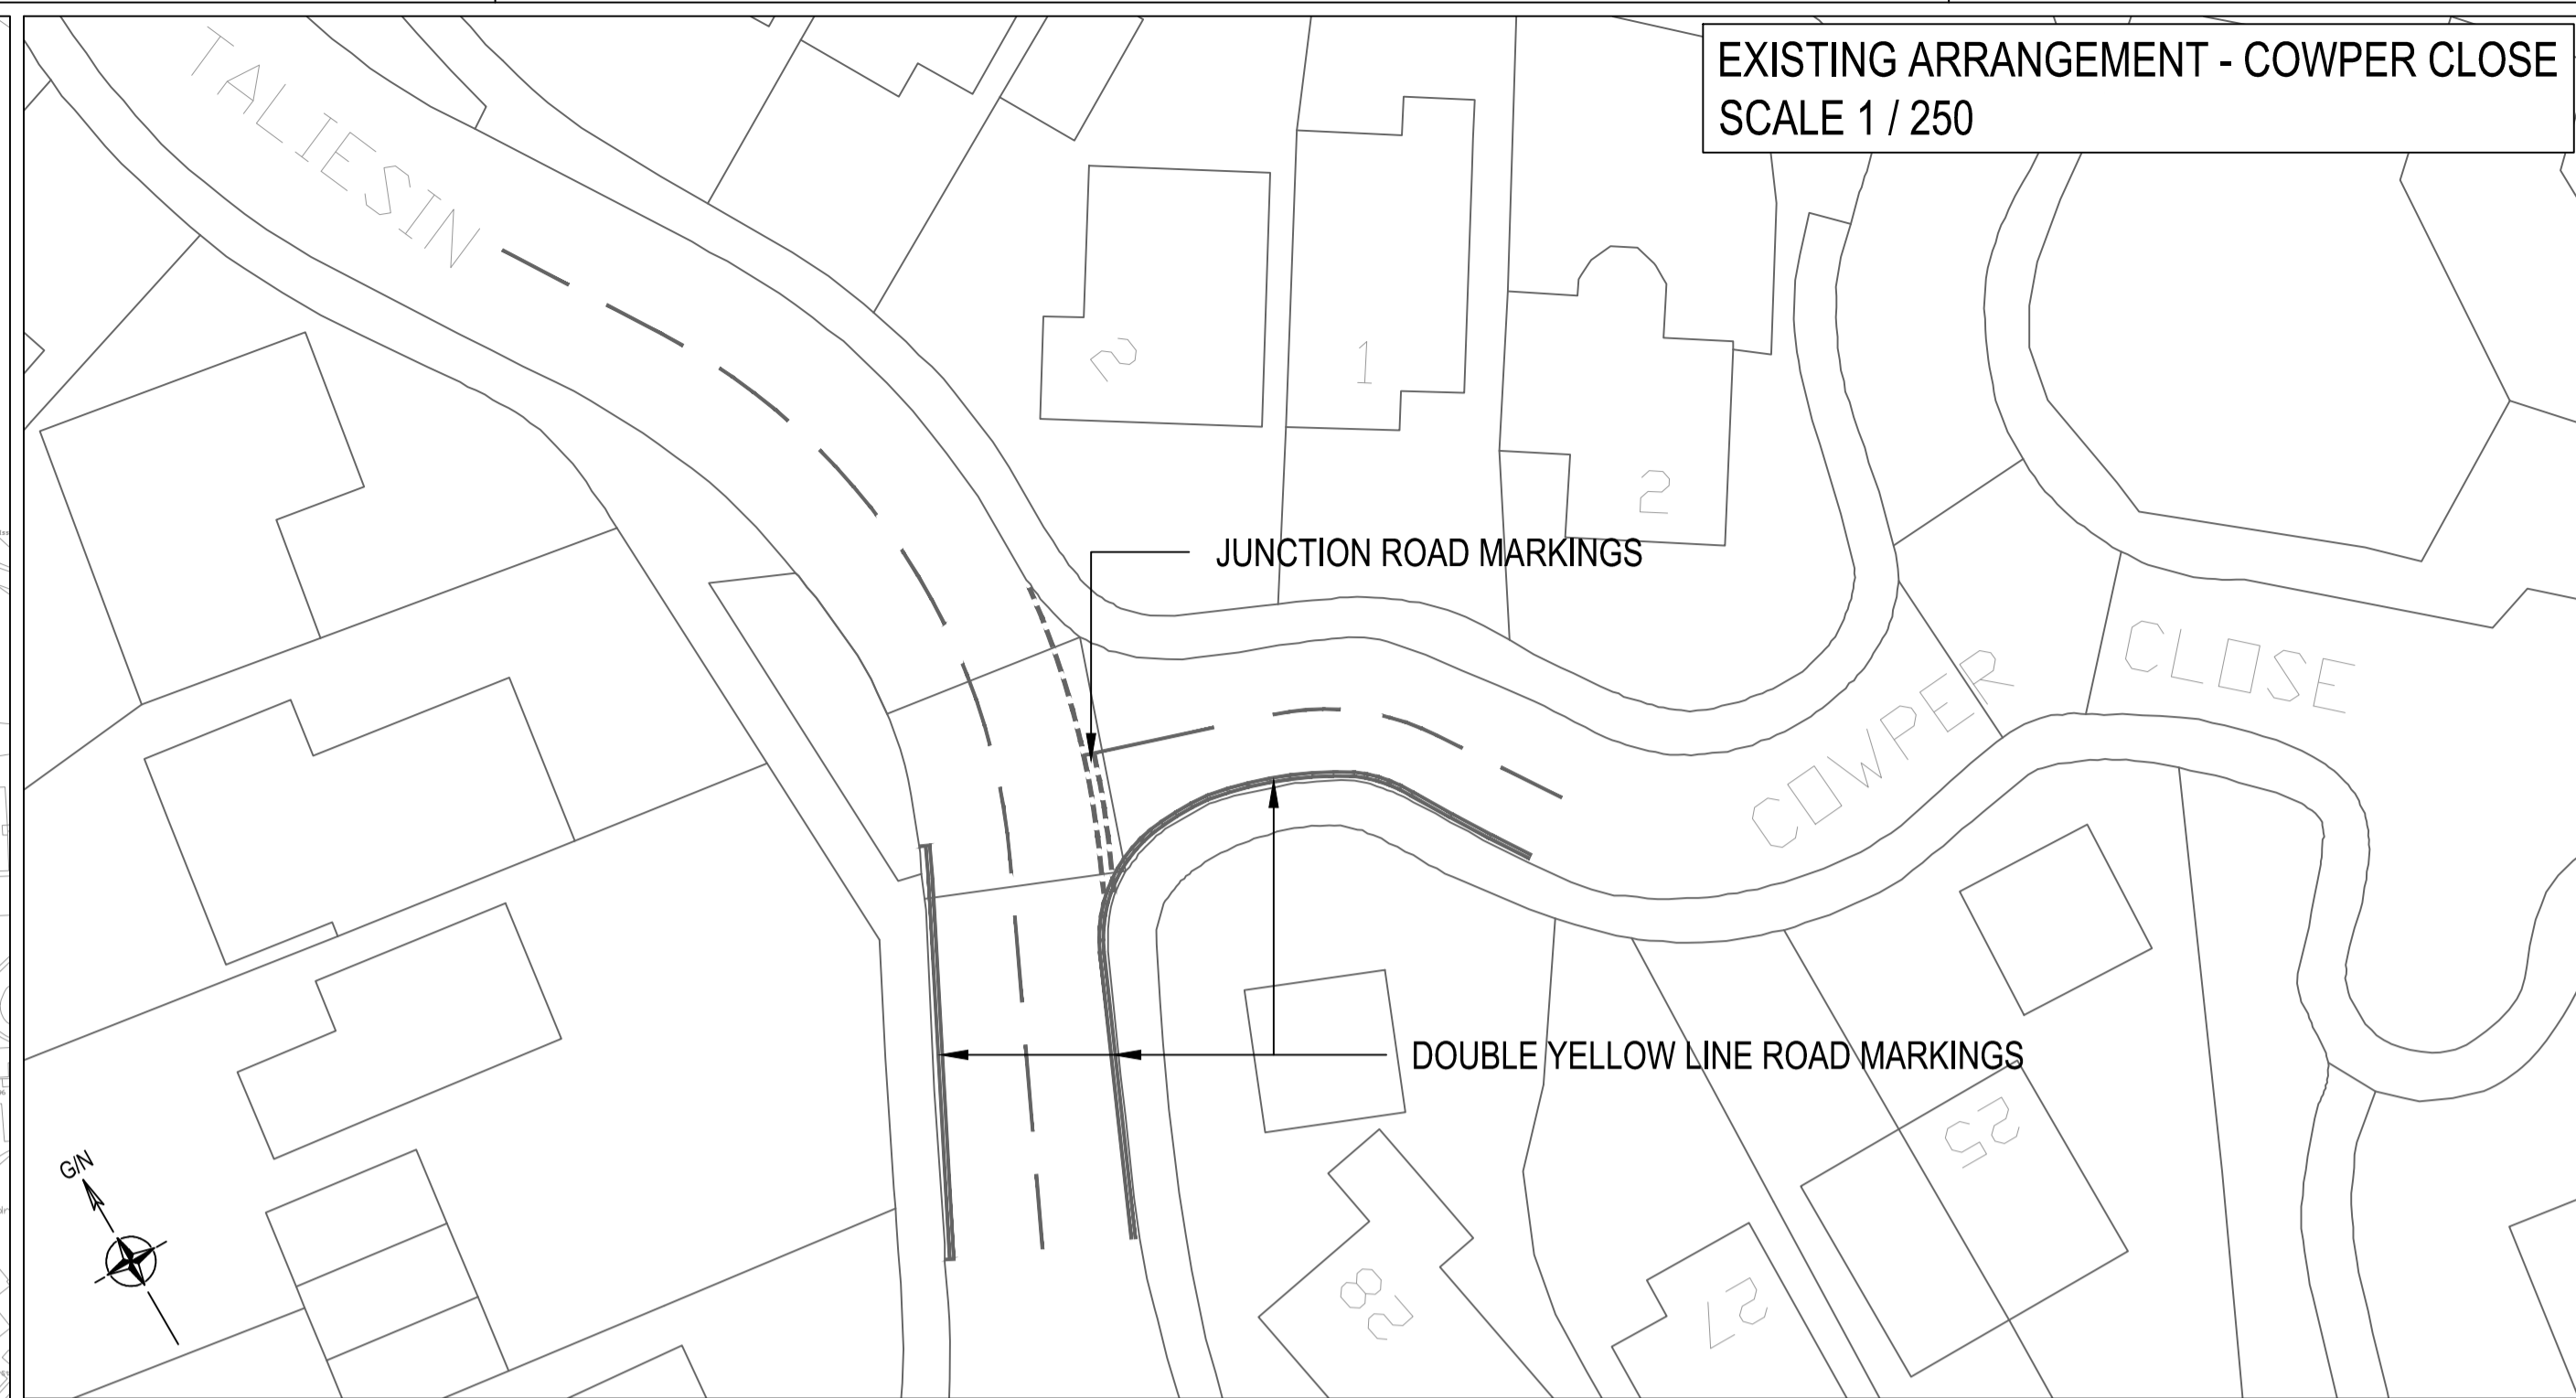 EXISTING ARRANGEMENT - COWPER CLOSE
SCALE 1 / 250
TALIESIN
2
1
2
JUNCTION ROAD MARKINGS
CLOSE
COWPER
DOUBLE YELLOW LINE ROAD MARKINGS
25
G/N
28
27